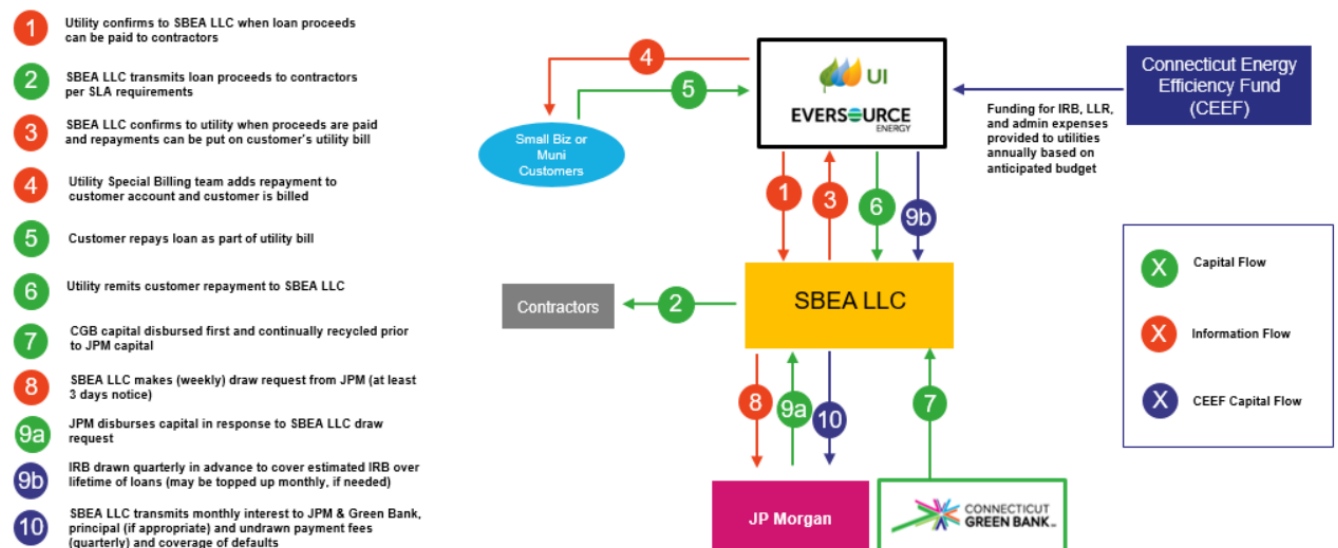 1
Utility confirms to SBEA LLC when loan proceeds
can be paid to contractors
2
SBEA LLC transmits loan proceeds to contractors
per SLA requirements
3
SBEA LLC confirms to utility when proceeds are paid
and repayments can be put on customer's utility bill
4
Utility Special Billing team adds repayment to
customer account and customer is billed
5
Customer repays loan as part of utility bill
6
Utility remits customer repayment to SBEA LLC
7
CGB capital disbursed first and continually recycled prior
to JPM capital
8
SBEA LLC makes (weekly) draw request from JPM (at least
3 days notice)
9a
JPM disburses capital in response to SBEA LLC draw
request
9b
IRB drawn quarterly in advance to cover estimated IRB over
lifetime of loans (may be topped up monthly, if needed)
10
SBEA LLC transmits monthly interest to JPM & Green Bank,
principal (if appropriate) and undrawn payment fees
(quarterly) and coverage of defaults
4
5
Small Biz or
Muni
Customers
UI
EVERSOURCE
ENERGY
Connecticut Energy
Efficiency Fund
(CEEF)
Funding for IRB, LLR,
and admin expenses
provided to utilities
annually based on
anticipated budget
1
3
6
9b
SBEA LLC
Contractors
2
8
9a
10
7
JP Morgan
CONNECTICUT
GREEN BANK
X
Capital Flow
X
Information Flow
X
CEEF Capital Flow